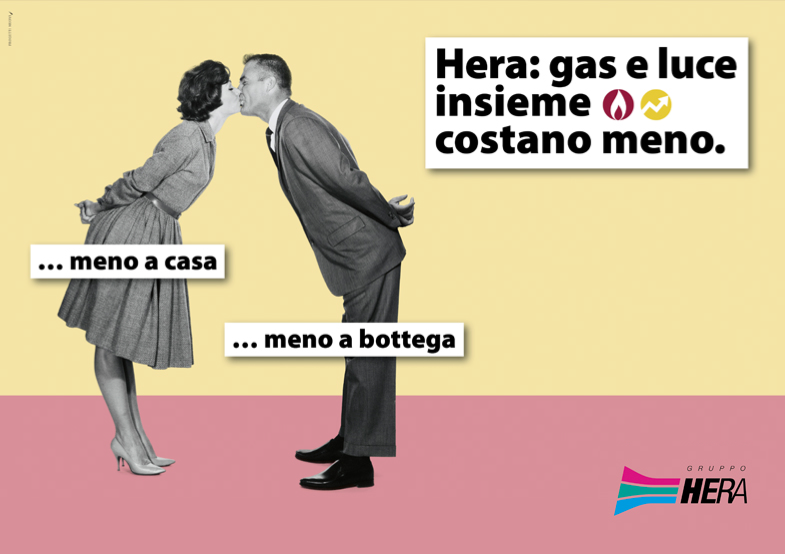 Hera: gas e luce
insieme
costano meno.
... meno a casa
... meno a bottega
GRUPPO
HERA